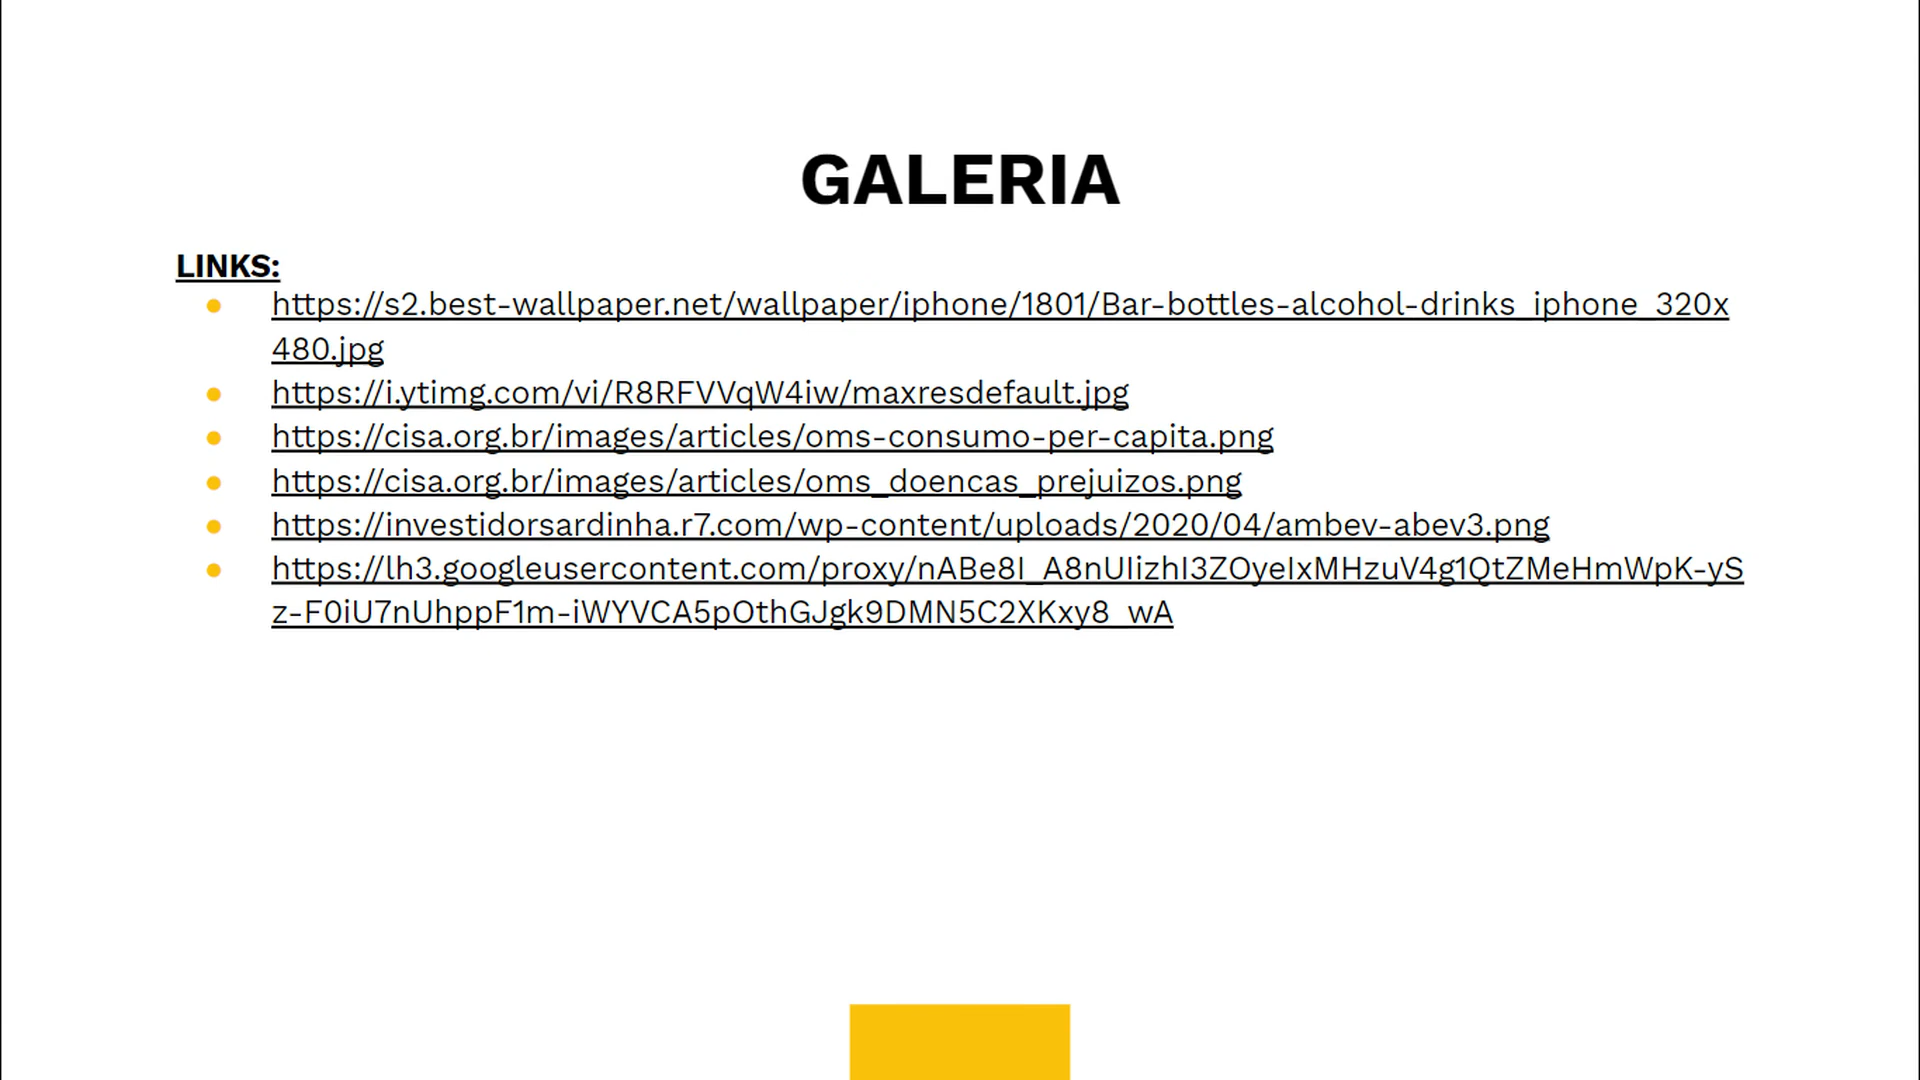 GALERIA
LINKS:
https://s2.best-wallpaper.net/wallpaper/iphone/1801/Bar-bottles-alcohol-drinks_iphone_320x
480.jpg
https://i.ytimg.com/vi/R8RFVVqW4iw/maxresdefault.jpg
https://cisa.org.br/images/articles/oms-consumo-per-capita.png
https://cisa.org.br/images/articles/oms_doencas_prejuizos.png
https://investidorsardinha.r7.com/wp-content/uploads/2020/04/ambev-abev3.png
https://lh3.googleusercontent.com/proxy/nABe8I_A8nUIizhI3ZOyeIxMHzuV4g1QtZMeHmWpK-yS
z-F0iU7nUhppF1m-iWYVCA5pOthGJgk9DMN5C2XKxy8_wA